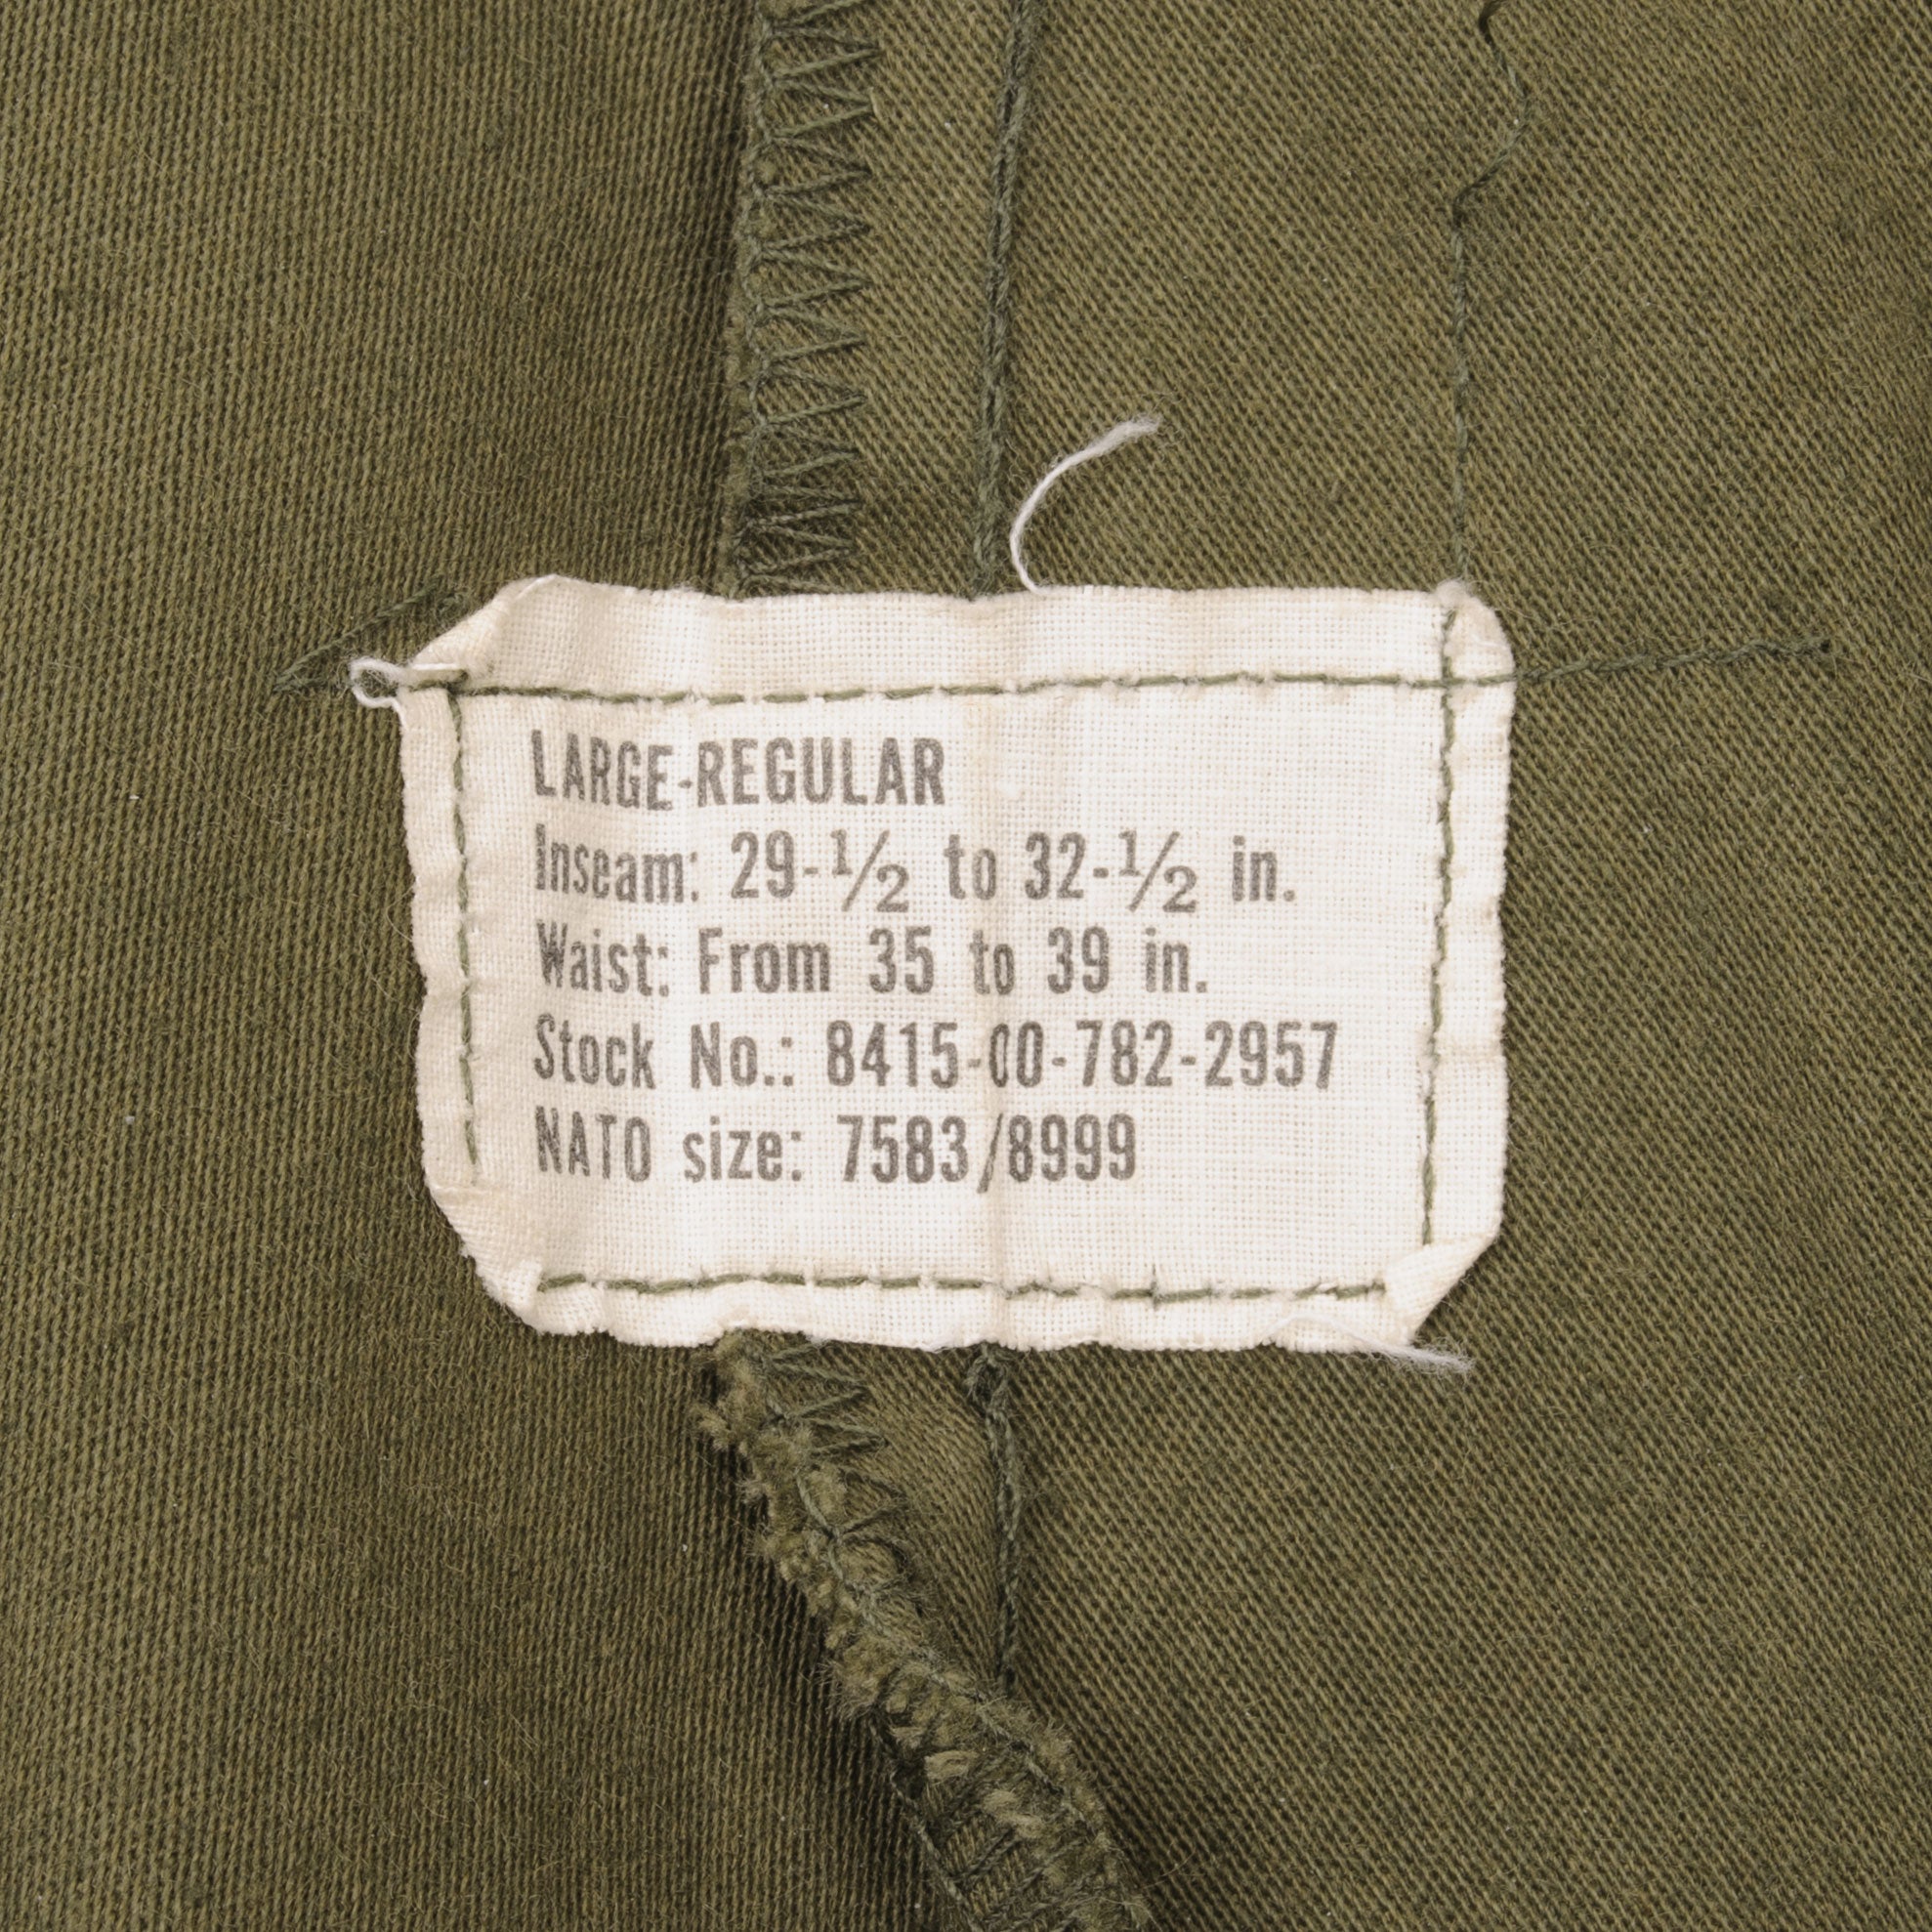 LARGE-REGULAR
Inseam: 29-½ to 32-½ in.
Waist: From 35 to 39 in.
Stock No.: 8415-00-782-2957
NATO size: 7583/8999